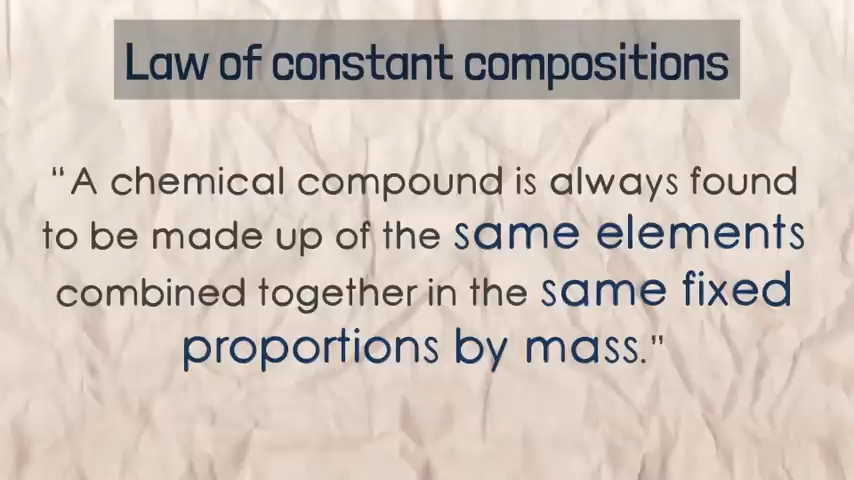 Law of constant compositions
"A chemical compound is always found
to be made up of the same elements
combined together in the same fixed
proportions by mass."